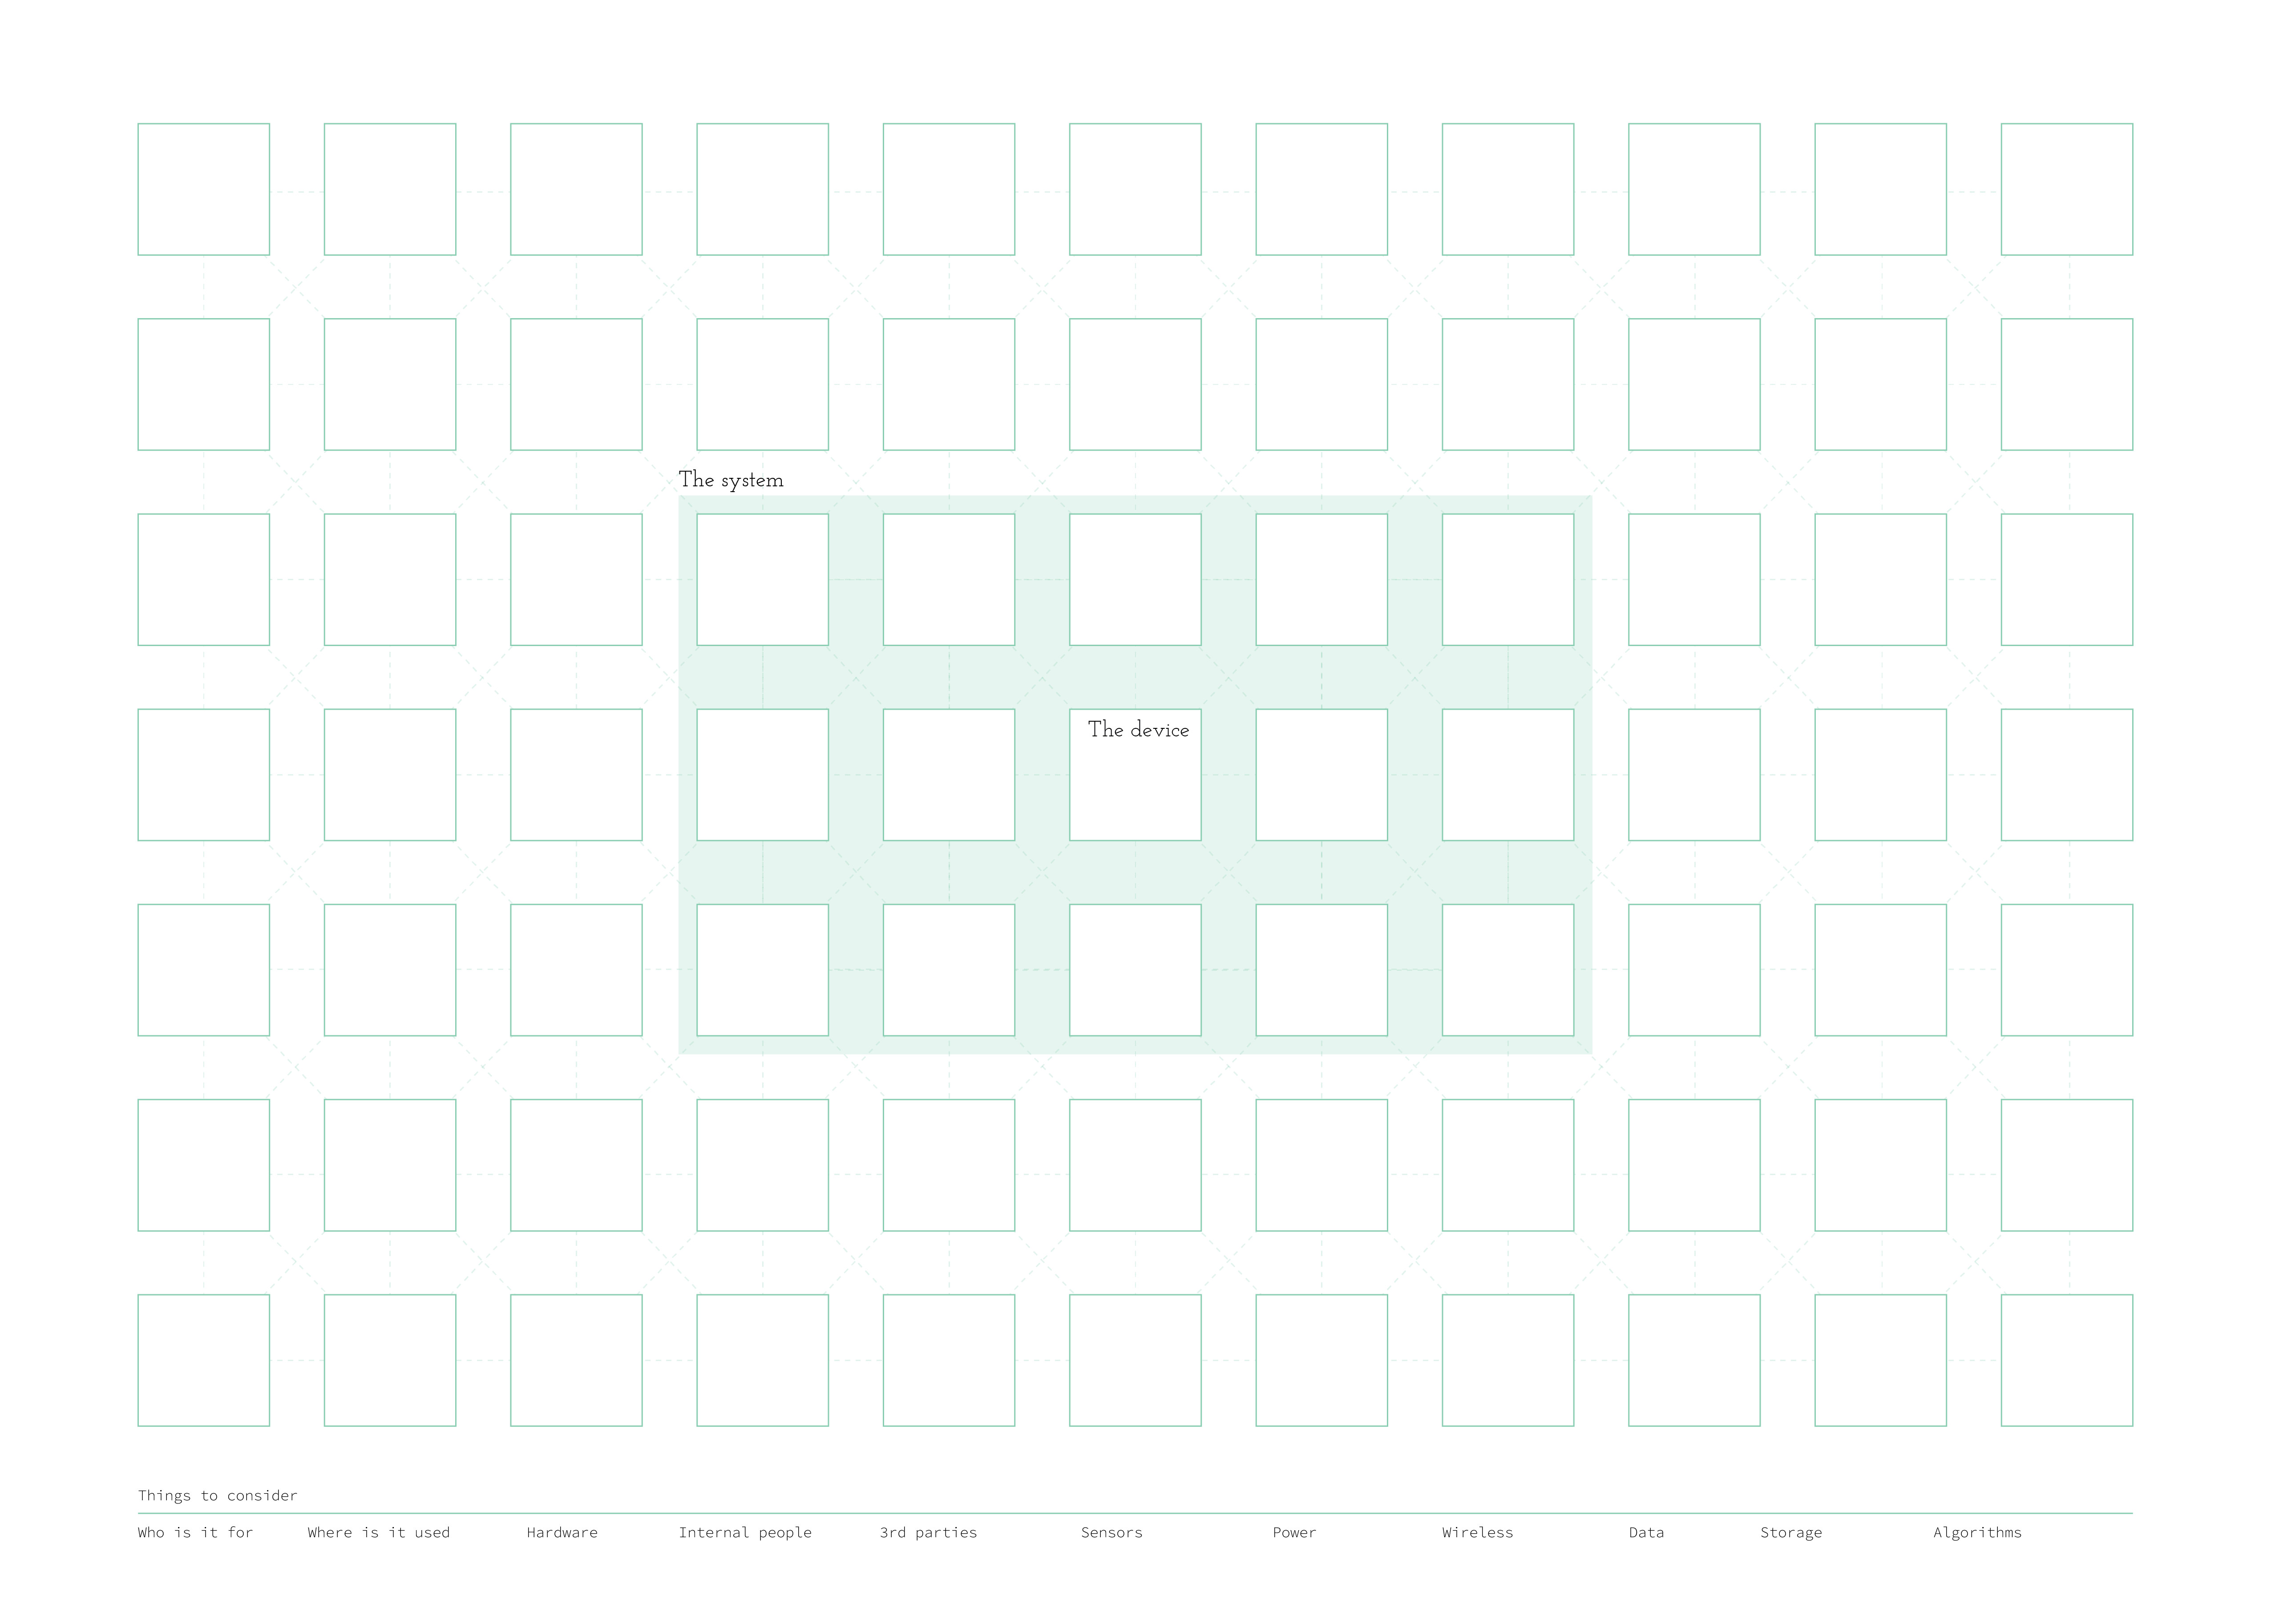 The system
The device
Things to consider
Who is it for Where is it used Hardware Internal people 3rd parties Sensors Power Wireless Data Storage Algorithms